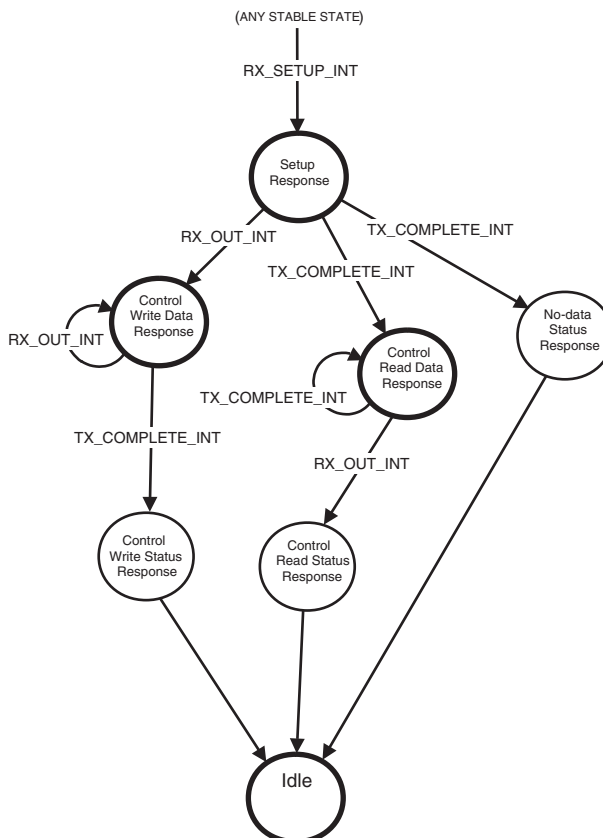 (ANY STABLE STATE)
RX_SETUP_INT
Setup
Response
RX_OUT_INT
TX_COMPLETE_INT
TX_COMPLETE_INT
Control
Write Data
Response
RX_OUT_INT
No-data
Status
Response
Control
Read Data
Response
TX_COMPLETE_INT
TX_COMPLETE_INT
RX_OUT_INT
Control
Write Status
Response
Control
Read Status
Response
Idle